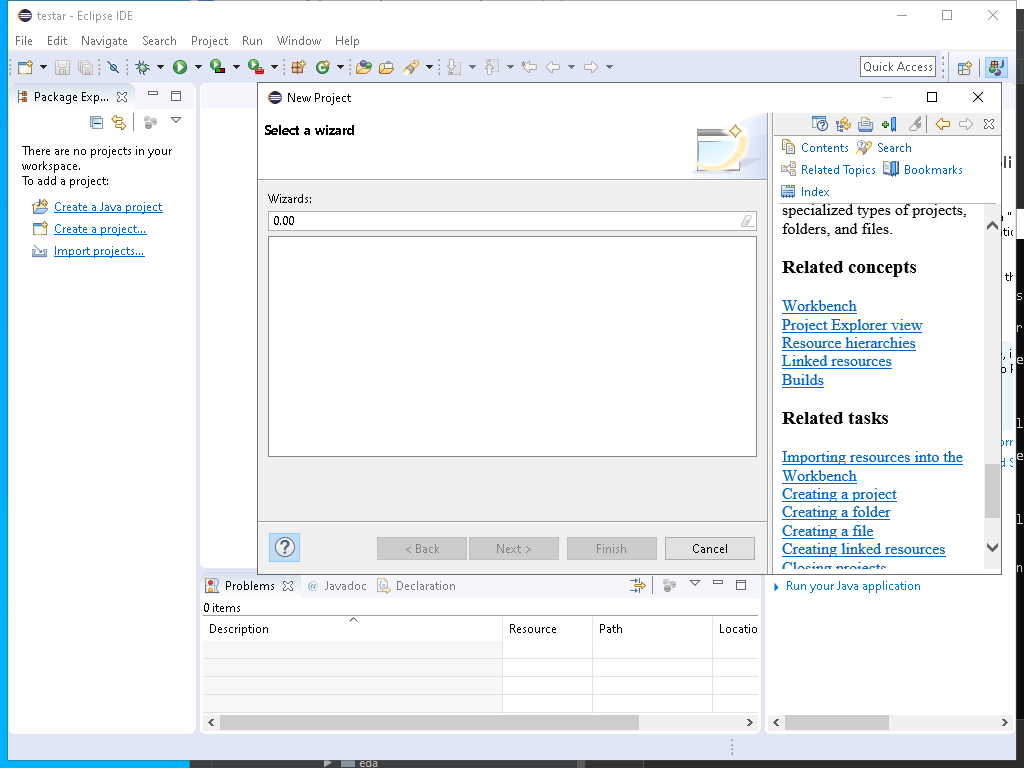 testar - Eclipse IDE
File Edit Navigate Search Project Run Window Help
Quick Access
Package Exp...
There are no projects in your
workspace.
To add a project:
Create a Java project
Create a project...
Import projects...
New Project
Select a wizard
Wizards:
0.00
< Back Next > Finish Cancel
Contents Search
Related Topics Bookmarks
Index
specialized types of projects,
folders, and files.
Related concepts
Workbench
Project Explorer view
Resource hierarchies
Linked resources
Builds
Related tasks
Importing resources into the
Workbench
Creating a project
Creating a folder
Creating a file
Creating linked resources
Closing projects
Run your Java application
Problems @ Javadoc Declaration
0 items
Description Resource Path Locatio
eda